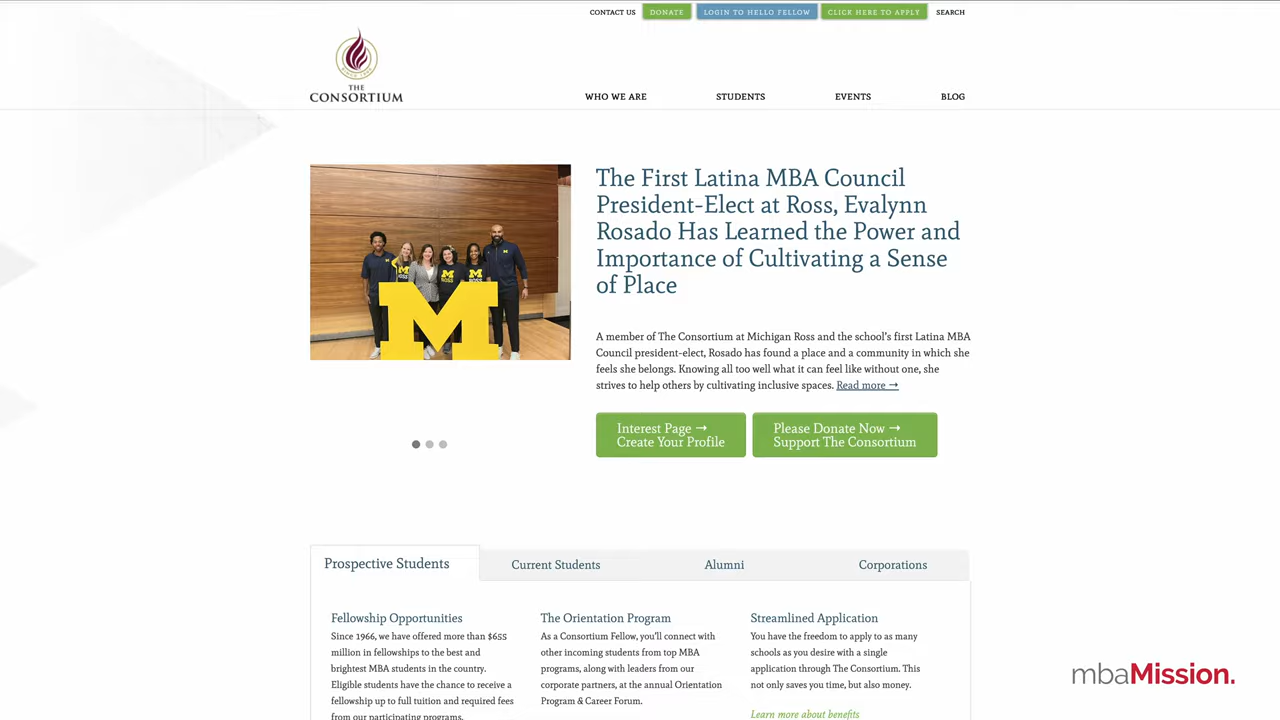 CONTACT US DONATE LOGIN TO HELLO FELLOW CLICK HERE TO APPLY SEARCH
SINCE 1966
THE
CONSORTIUM
WHO WE ARE STUDENTS EVENTS BLOG
The First Latina MBA Council
President-Elect at Ross, Evalynn
Rosado Has Learned the Power and
Importance of Cultivating a Sense
of Place
M
A member of The Consortium at Michigan Ross and the school's first Latina MBA
Council president-elect, Rosado has found a place and a community in which she
feels she belongs. Knowing all too well what it can feel like without one, she
strives to help others by cultivating inclusive spaces. Read more →
Interest Page →
Create Your Profile
Please Donate Now →
Support The Consortium
Prospective Students Current Students Alumni Corporations
Fellowship Opportunities
Since 1966, we have offered more than $655
million in fellowships to the best and
brightest MBA students in the country.
Eligible students have the chance to receive a
fellowship up to full tuition and required fees
from our participating programs.
The Orientation Program
As a Consortium Fellow, you'll connect with
other incoming students from top MBA
programs, along with leaders from our
corporate partners, at the annual Orientation
Program & Career Forum.
Streamlined Application
You have the freedom to apply to as many
schools as you desire with a single
application through The Consortium. This
not only saves you time, but also money.
Learn more about benefits
mbaMission.